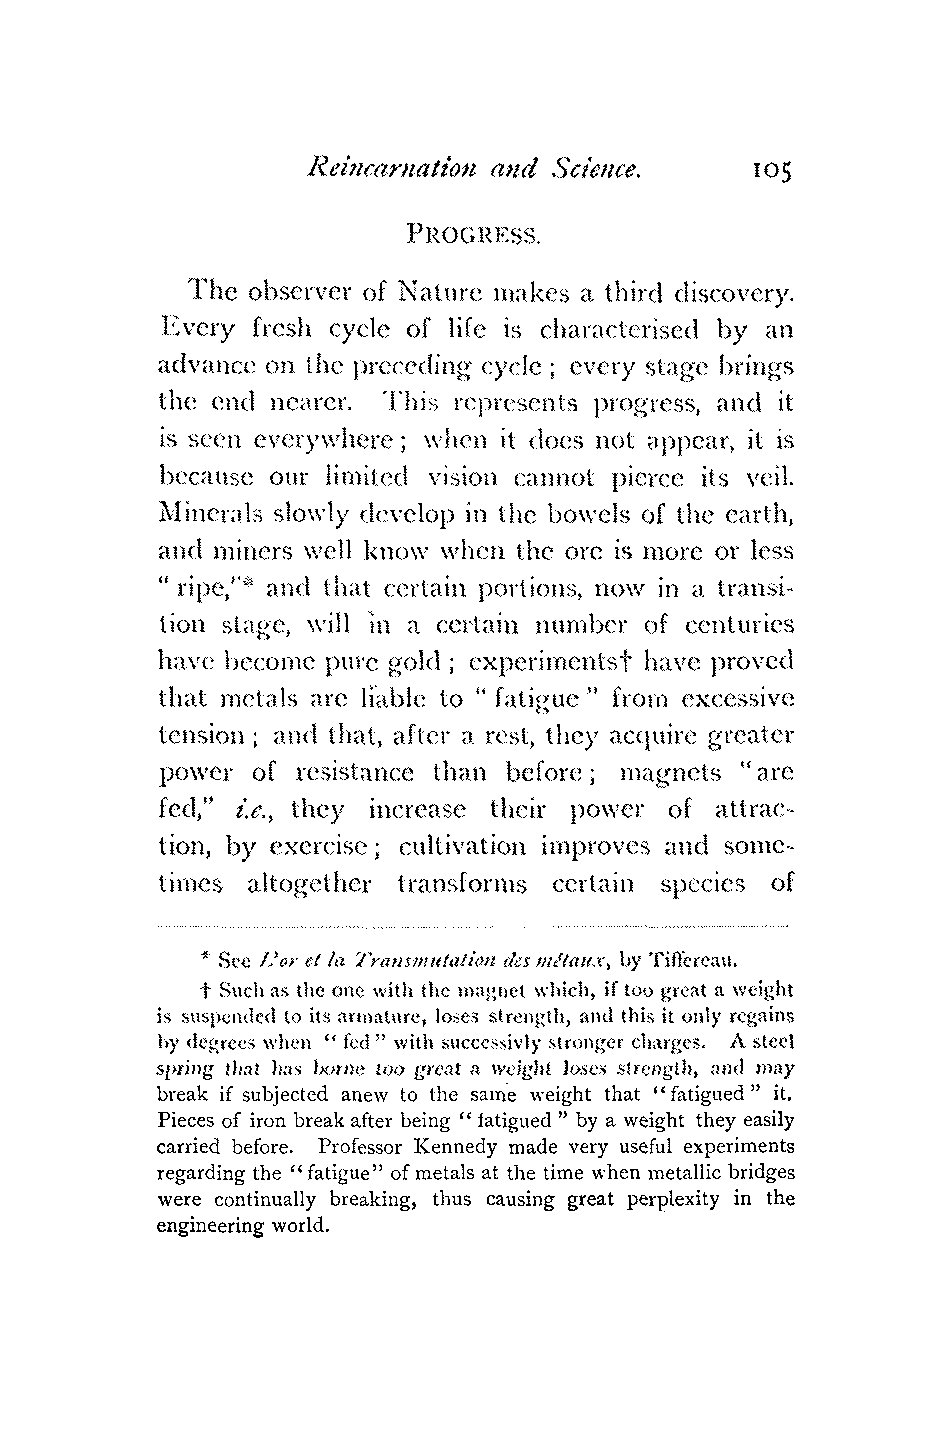 Reincarnation and Science. 105
PROGRESS.
The observer of Nature makes a third discovery.
Every fresh cycle of life is characterised by an
advance on the preceding cycle ; every stage brings
the end nearer. This represents progress, and it
is seen everywhere ; when it does not appear, it is
because our limited vision cannot pierce its veil.
Minerals slowly develop in the bowels of the earth,
and miners well know when the ore is more or less
“ ripe,”* and that certain portions, now in a transi-
tion stage, will in a certain number of centuries
have become pure gold ; experiments† have proved
that metals are liable to “ fatigue ” from excessive
tension ; and that, after a rest, they acquire greater
power of resistance than before ; magnets “are
fed,” i.e., they increase their power of attrac-
tion, by exercise ; cultivation improves and some-
times altogether transforms certain species of
* See L'or et la Transmutation des métaux, by Tiffereau.
† Such as the one with the magnet which, if too great a weight
is suspended to its armature, loses strength, and this it only regains
by degrees when “ fed ” with successivly stronger charges. A steel
spring that has borne too great a weight loses strength, and may
break if subjected anew to the same weight that “fatigued ” it.
Pieces of iron break after being “ fatigued ” by a weight they easily
carried before. Professor Kennedy made very useful experiments
regarding the “fatigue” of metals at the time when metallic bridges
were continually breaking, thus causing great perplexity in the
engineering world.